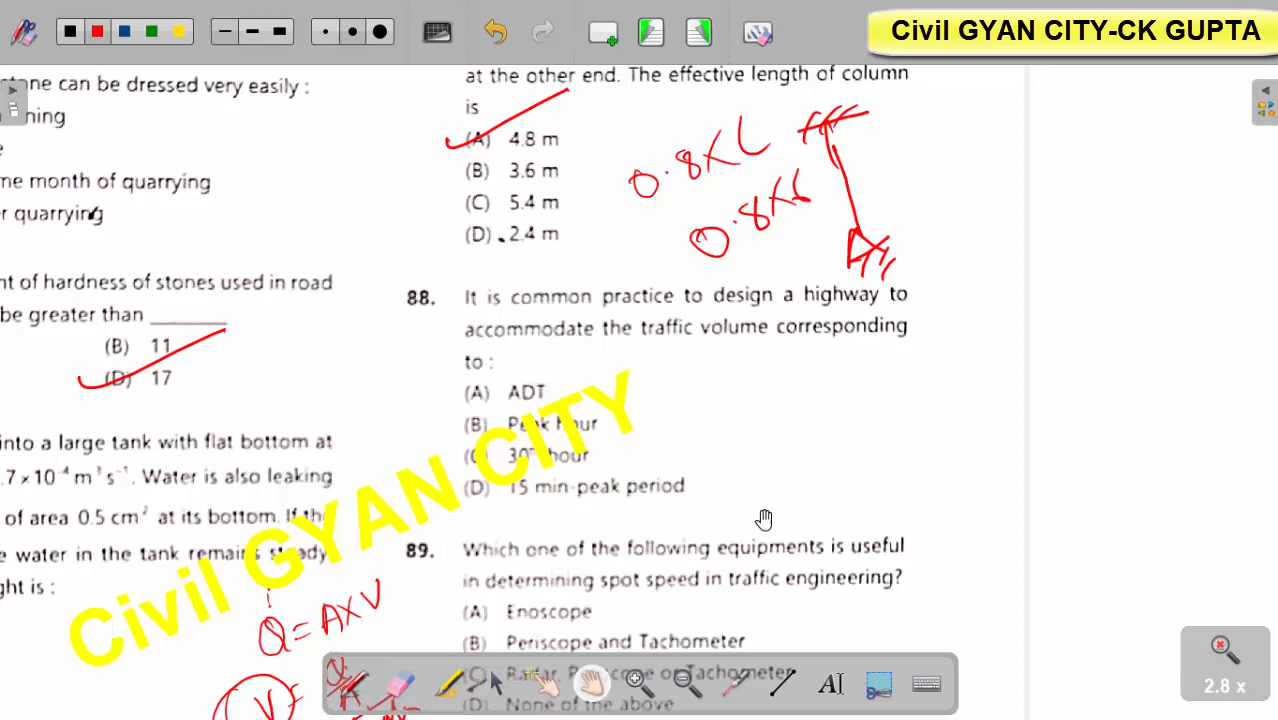 Civil GYAN CITY-CK GUPTA
stone can be dressed very easily :
ning
me month of quarrying
r quarrying
nt of hardness of stones used in road
be greater than ______
(B) 11
(D) 17
into a large tank with flat bottom at
.7 × 10⁻⁴ m³ s⁻¹. Water is also leaking
of area 0.5 cm² at its bottom. If the
e water in the tank remains steady
ght is :
Q = A×V
V =
at the other end. The effective length of column
is
(A) 4.8 m
(B) 3.6 m
(C) 5.4 m
(D) 2.4 m
0.8×L
0.8×6
88. It is common practice to design a highway to
accommodate the traffic volume corresponding
to :
(A) ADT
(B) Peak hour
(C) 30ᵗʰ hour
(D) 15 min-peak period
89. Which one of the following equipments is useful
in determining spot speed in traffic engineering?
(A) Enoscope
(B) Periscope and Tachometer
(C) Radar, Periscope or Tachometer
(D) None of the above
Civil GYAN CITY
2.8 x